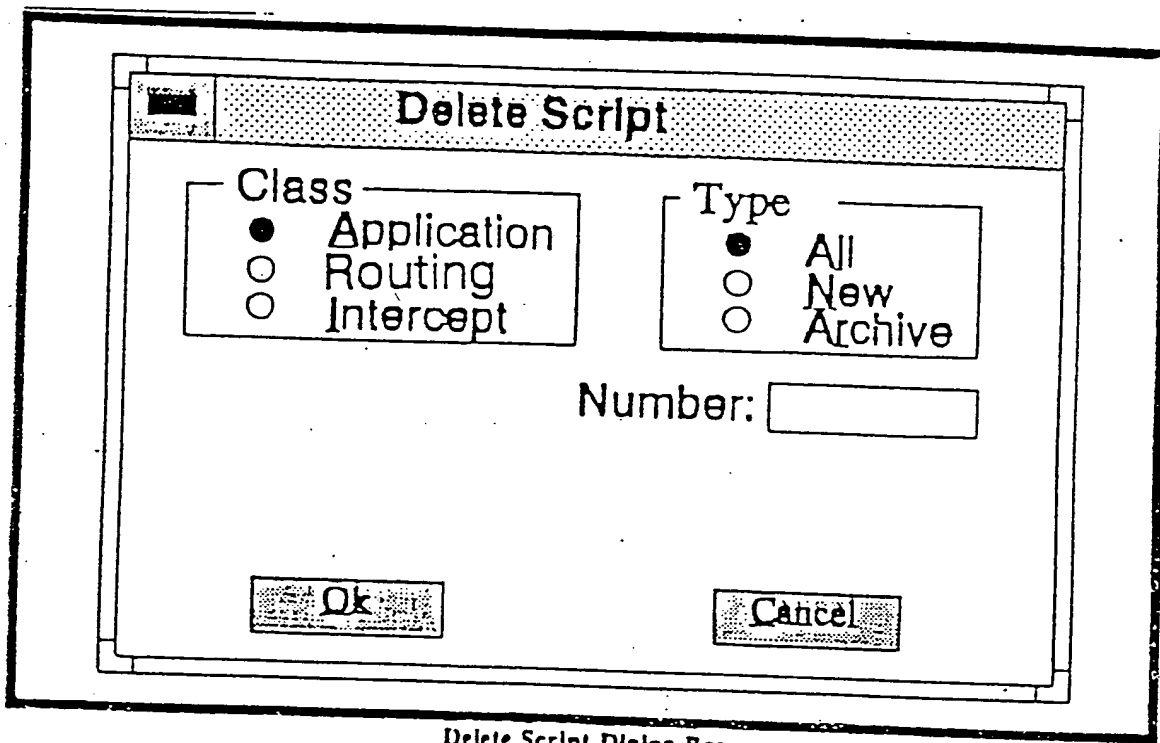 Delete Script
Class
Application
Routing
Intercept
Type
All
New
Archive
Number:
Ok
Cancel
Delete Script Dialog Box